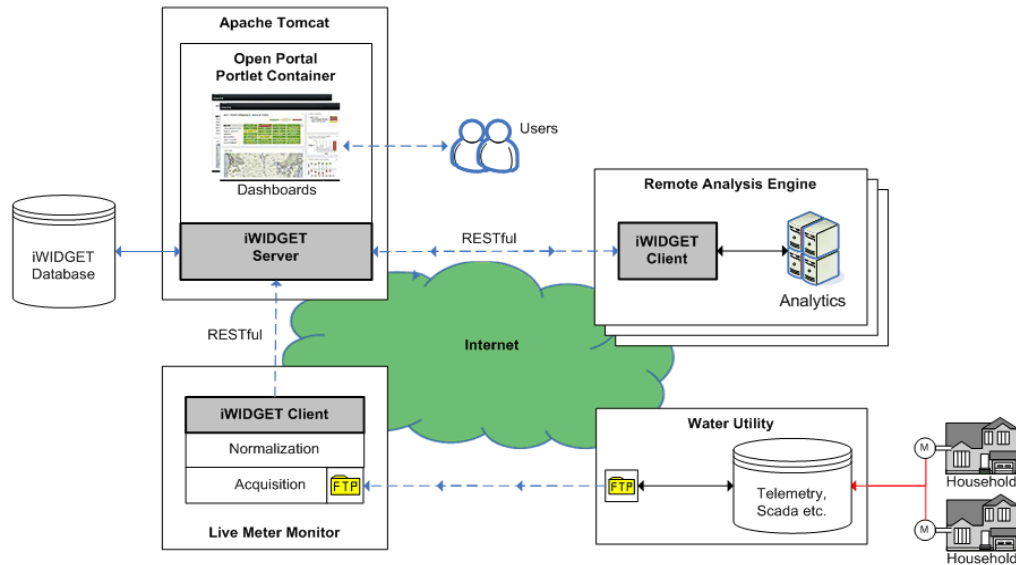 Apache Tomcat
Open Portal
Portlet Container
Dashboards
iWIDGET
Server
Users
iWIDGET
Database
RESTful
Remote Analysis Engine
iWIDGET
Client
Analytics
RESTful
Internet
iWIDGET Client
Normalization
Acquisition
FTP
Live Meter Monitor
Water Utility
FTP
Telemetry,
Scada etc.
M
Household
M
Household